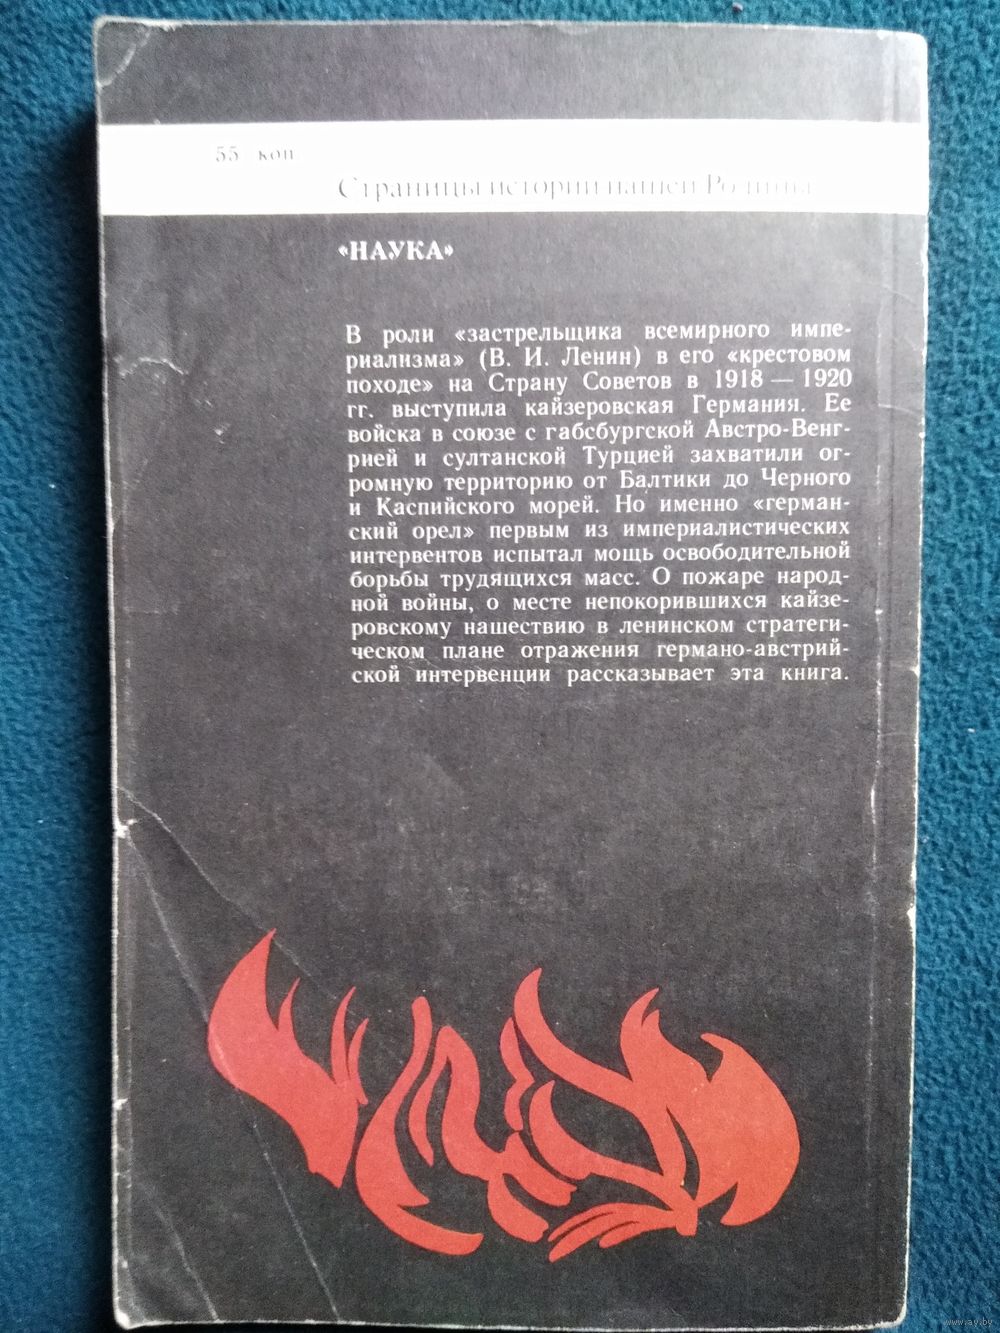 55 коп
Страницы истории нашей Родины
«НАУКА»
В роли «застрельщика всемирного импе-
риализма» (В. И. Ленин) в его «крестовом
походе» на Страну Советов в 1918 — 1920
гг. выступила кайзеровская Германия. Ее
войска в союзе с габсбургской Австро-Венг-
рией и султанской Турцией захватили ог-
ромную территорию от Балтики до Черного
и Каспийского морей. Но именно «герман-
ский орел» первым из империалистических
интервентов испытал мощь освободительной
борьбы трудящихся масс. О пожаре народ-
ной войны, о месте непокорившихся кайзе-
ровскому нашествию в ленинском стратеги-
ческом плане отражения германо-австрий-
ской интервенции рассказывает эта книга.
www.ay.by